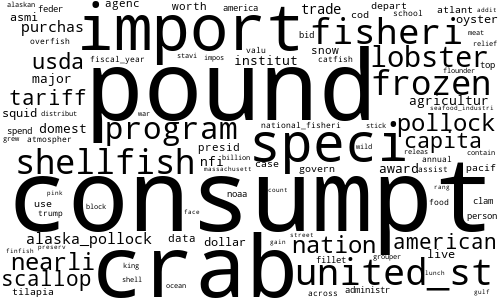 alaskan agenc worth america depart school atlant addit
asmi feder import trade cod fisheri oyster
purchas bid snow meat relief
overfish fiscal_year valu catfish lobster top
usda stavi impos institut flounder
major pound frozen
tariff agricultur
squid distribut war seafood_industri
spend domest program national_fisheri stick pollock
grew atmospher speci wild capita
shellfish presid case releas annual
nfi billion govern award assist pacif
massachusett contain
pink consumpt noaa count rang
use block food clam
trump face person
alaska_pollock data dollar gain street nation american
preserv
finfish nearli king crab fillet grouper live
scallop shell united_st lunch
tilapia ocean across administr gulf